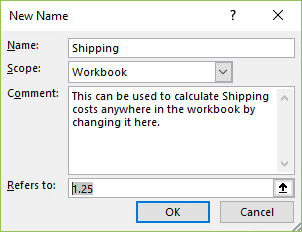 New Name
? ×
Name: Shipping
Scope: Workbook
Comment: This can be used to calculate Shipping
costs anywhere in the workbook by
changing it here.
Refers to: 1.25
OK Cancel